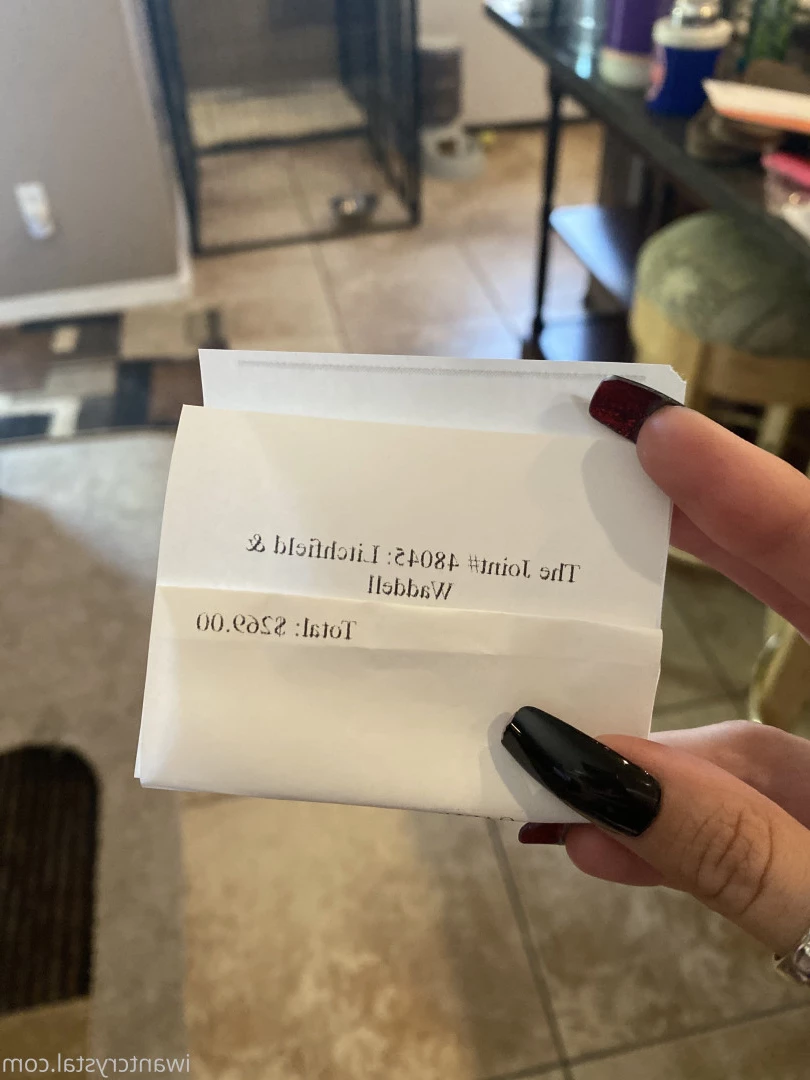 The Joint# 48045: Litchfield &
Waddell
Total: $269.00
iwantcrystal.com